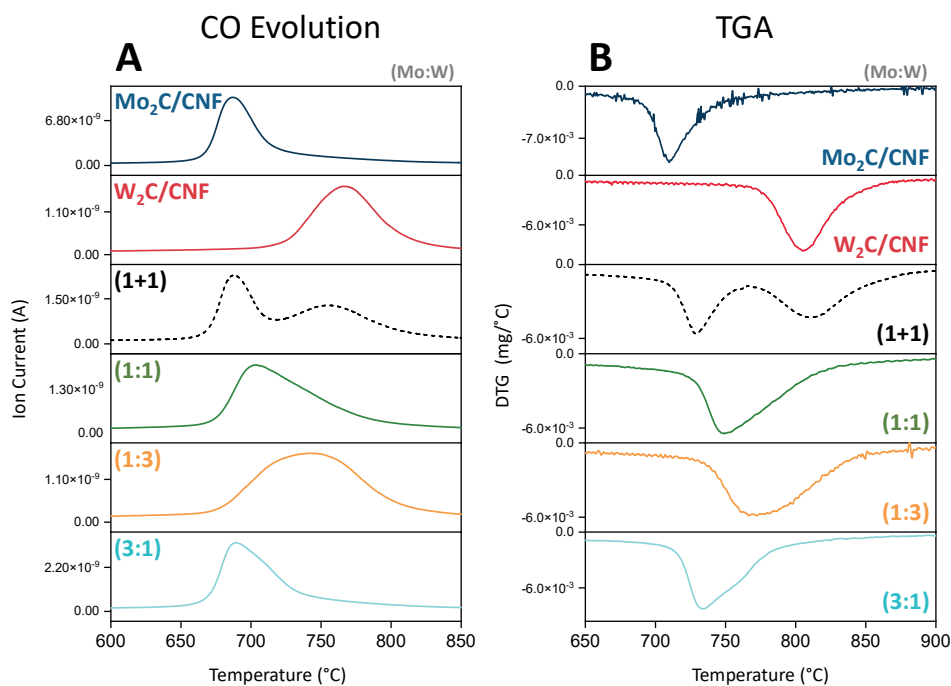 CO Evolution
A
(Mo:W)
Mo₂C/CNF
6.80×10⁻⁹
0.00
W₂C/CNF
1.10×10⁻⁹
0.00
(1+1)
1.50×10⁻⁹
0.00
(1:1)
1.30×10⁻⁹
0.00
(1:3)
1.10×10⁻⁹
0.00
(3:1)
2.20×10⁻⁹
0.00
Ion Current (A)
600 650 700 750 800 850
Temperature (°C)
TGA
B
(Mo:W)
0.0
-7.0×10⁻³
Mo₂C/CNF
0.0
-6.0×10⁻³
W₂C/CNF
0.0
-6.0×10⁻³
(1+1)
0.0
-6.0×10⁻³
(1:1)
0.0
-6.0×10⁻³
(1:3)
0.0
-6.0×10⁻³
(3:1)
DTG (mg/°C)
650 700 750 800 850 900
Temperature (°C)